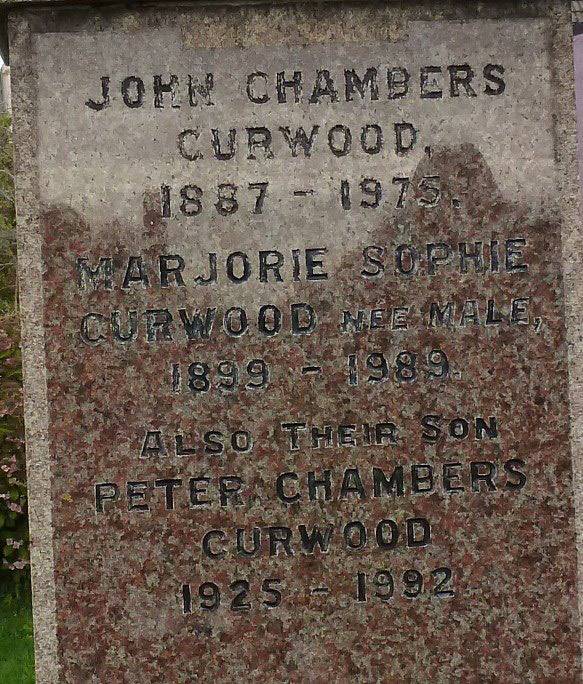 JOHN CHAMBERS
CURWOOD,
1887 - 1975.
MARJORIE SOPHIE
CURWOOD NÉE MALE,
1899 - 1989.
ALSO THEIR SON
PETER CHAMBERS
CURWOOD
1925 - 1992